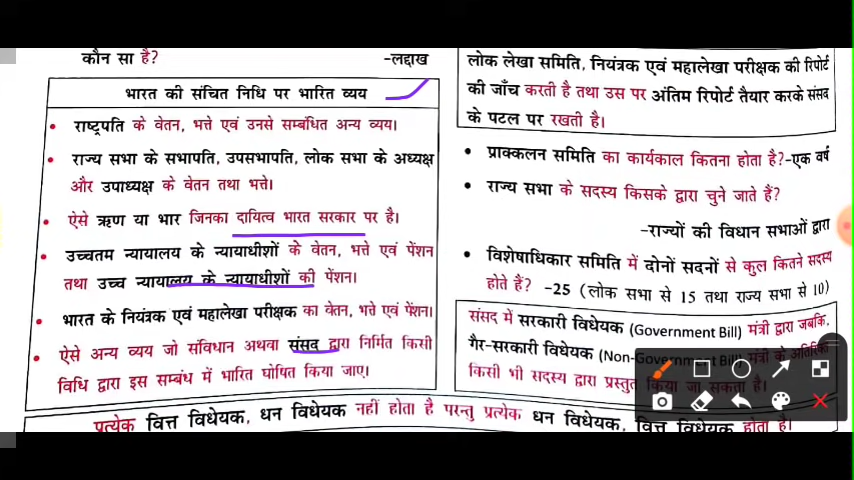 कौन सा है?
-लद्दाख
भारत की संचित निधि पर भारित व्यय
• राष्ट्रपति के वेतन, भत्ते एवं उनसे सम्बंधित अन्य व्यय।
• राज्य सभा के सभापति, उपसभापति, लोक सभा के अध्यक्ष
और उपाध्यक्ष के वेतन तथा भत्ते।
• ऐसे ऋण या भार जिनका दायित्व भारत सरकार पर है।
• उच्चतम न्यायालय के न्यायाधीशों के वेतन, भत्ते एवं पेंशन
तथा उच्च न्यायालय के न्यायाधीशों की पेंशन।
• भारत के नियंत्रक एवं महालेखा परीक्षक का वेतन, भत्ते एवं पेंशन।
• ऐसे अन्य व्यय जो संविधान अथवा संसद द्वारा निर्मित किसी
विधि द्वारा इस सम्बंध में भारित घोषित किया जाए।
लोक लेखा समिति, नियंत्रक एवं महालेखा परीक्षक की रिपोर्ट
की जाँच करती है तथा उस पर अंतिम रिपोर्ट तैयार करके संसद
के पटल पर रखती है।
• प्राक्कलन समिति का कार्यकाल कितना होता है? -एक वर्ष
• राज्य सभा के सदस्य किसके द्वारा चुने जाते हैं?
-राज्यों की विधान सभाओं द्वारा
• विशेषाधिकार समिति में दोनों सदनों से कुल कितने सदस्य
होते हैं? -25 (लोक सभा से 15 तथा राज्य सभा से 10)
संसद में सरकारी विधेयक (Government Bill) मंत्री द्वारा जबकि,
गैर-सरकारी विधेयक (Non-Government Bill) मंत्री के अतिरिक्त
किसी भी सदस्य द्वारा प्रस्तुत किया जा सकता है।
प्रत्येक वित्त विधेयक, धन विधेयक नहीं होता है परन्तु प्रत्येक धन विधेयक, वित्त विधेयक होता है।